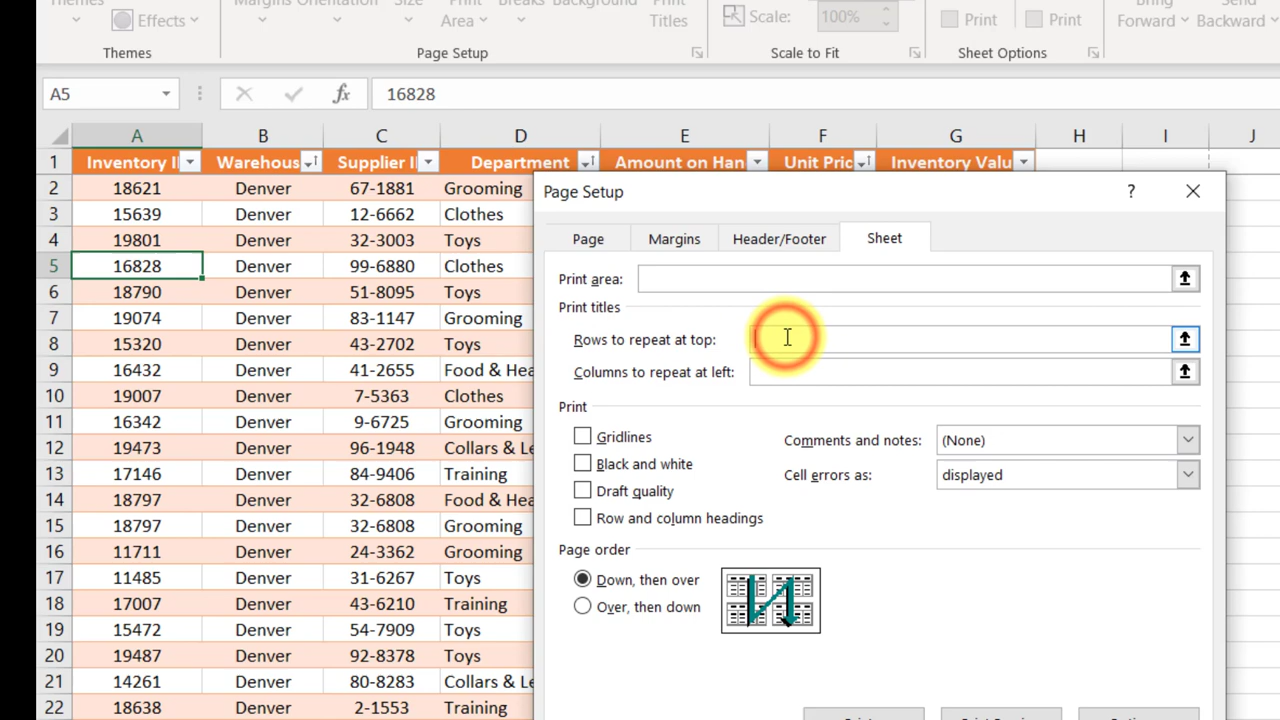 Themes Margins Orientation Size Print Breaks Background Print Scale: 100% Print Print Bring Send
Effects Area Titles Forward Backward
Themes Page Setup Scale to Fit Sheet Options
A5 fx 16828
A B C D E F G H I J
1 Inventory I Warehous Supplier I Department Amount on Han Unit Pric Inventory Valu
2 18621 Denver 67-1881 Grooming
3 15639 Denver 12-6662 Clothes
4 19801 Denver 32-3003 Toys
5 16828 Denver 99-6880 Clothes
6 18790 Denver 51-8095 Toys
7 19074 Denver 83-1147 Grooming
8 15320 Denver 43-2702 Toys
9 16432 Denver 41-2655 Food & Hea
10 19007 Denver 7-5363 Clothes
11 16342 Denver 9-6725 Grooming
12 19473 Denver 96-1948 Collars & Le
13 17146 Denver 84-9406 Training
14 18797 Denver 32-6808 Food & Hea
15 18797 Denver 32-6808 Grooming
16 11711 Denver 24-3362 Grooming
17 11485 Denver 31-6267 Toys
18 17007 Denver 43-6210 Training
19 15472 Denver 54-7909 Toys
20 19487 Denver 92-8378 Toys
21 14261 Denver 80-8283 Collars & Le
22 18638 Denver 2-1553 Training
Page Setup ?
Page Margins Header/Footer Sheet
Print area:
Print titles
Rows to repeat at top:
Columns to repeat at left:
Print
Gridlines Comments and notes: (None)
Black and white Cell errors as: displayed
Draft quality
Row and column headings
Page order
Down, then over
Over, then down